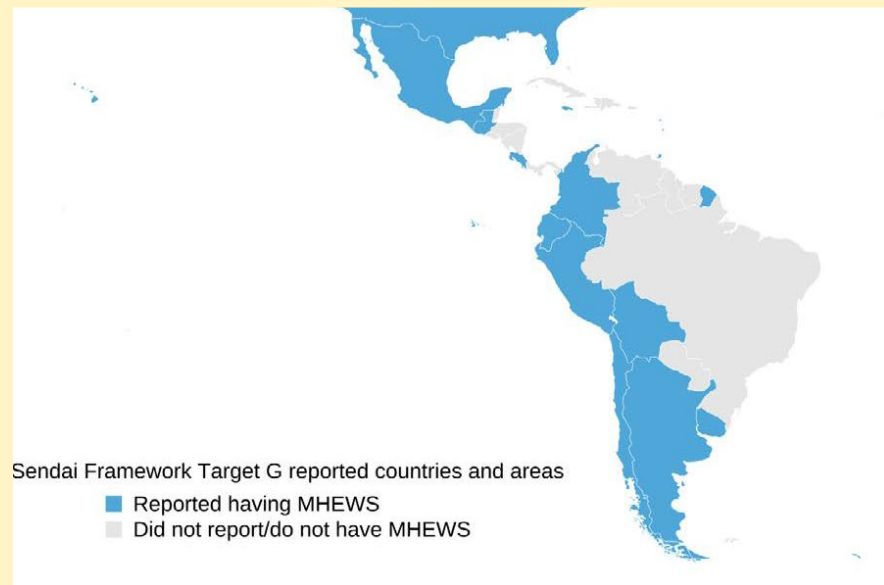 Sendai Framework Target G reported countries and areas
Reported having MHEWS
Did not report/do not have MHEWS